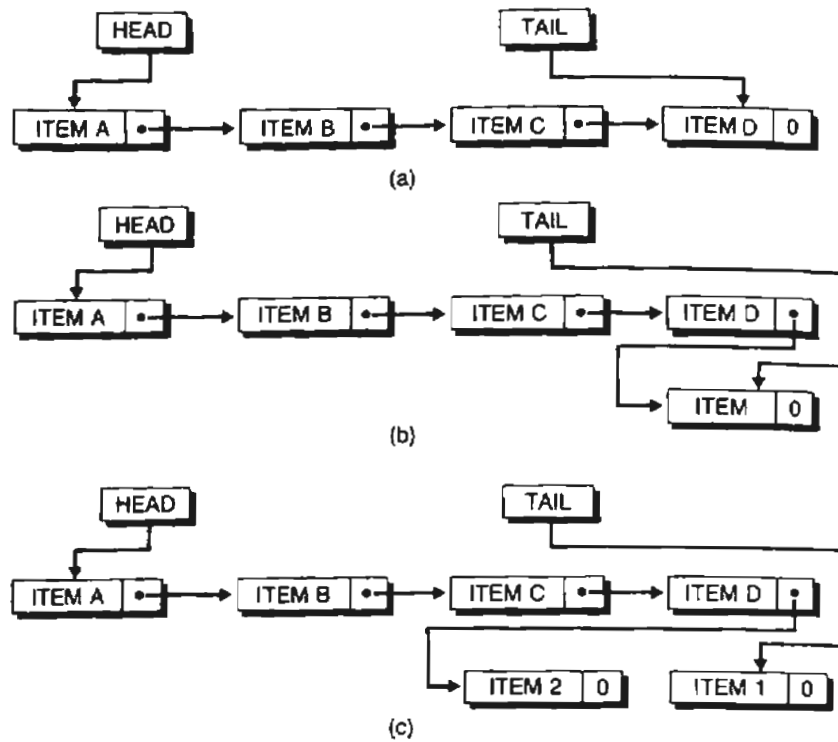 HEAD TAIL
ITEM A ITEM B ITEM C ITEM D 0
(a)
HEAD TAIL
ITEM A ITEM B ITEM C ITEM D
ITEM 0
(b)
HEAD TAIL
ITEM A ITEM B ITEM C ITEM D
ITEM 2 0 ITEM 1 0
(c)